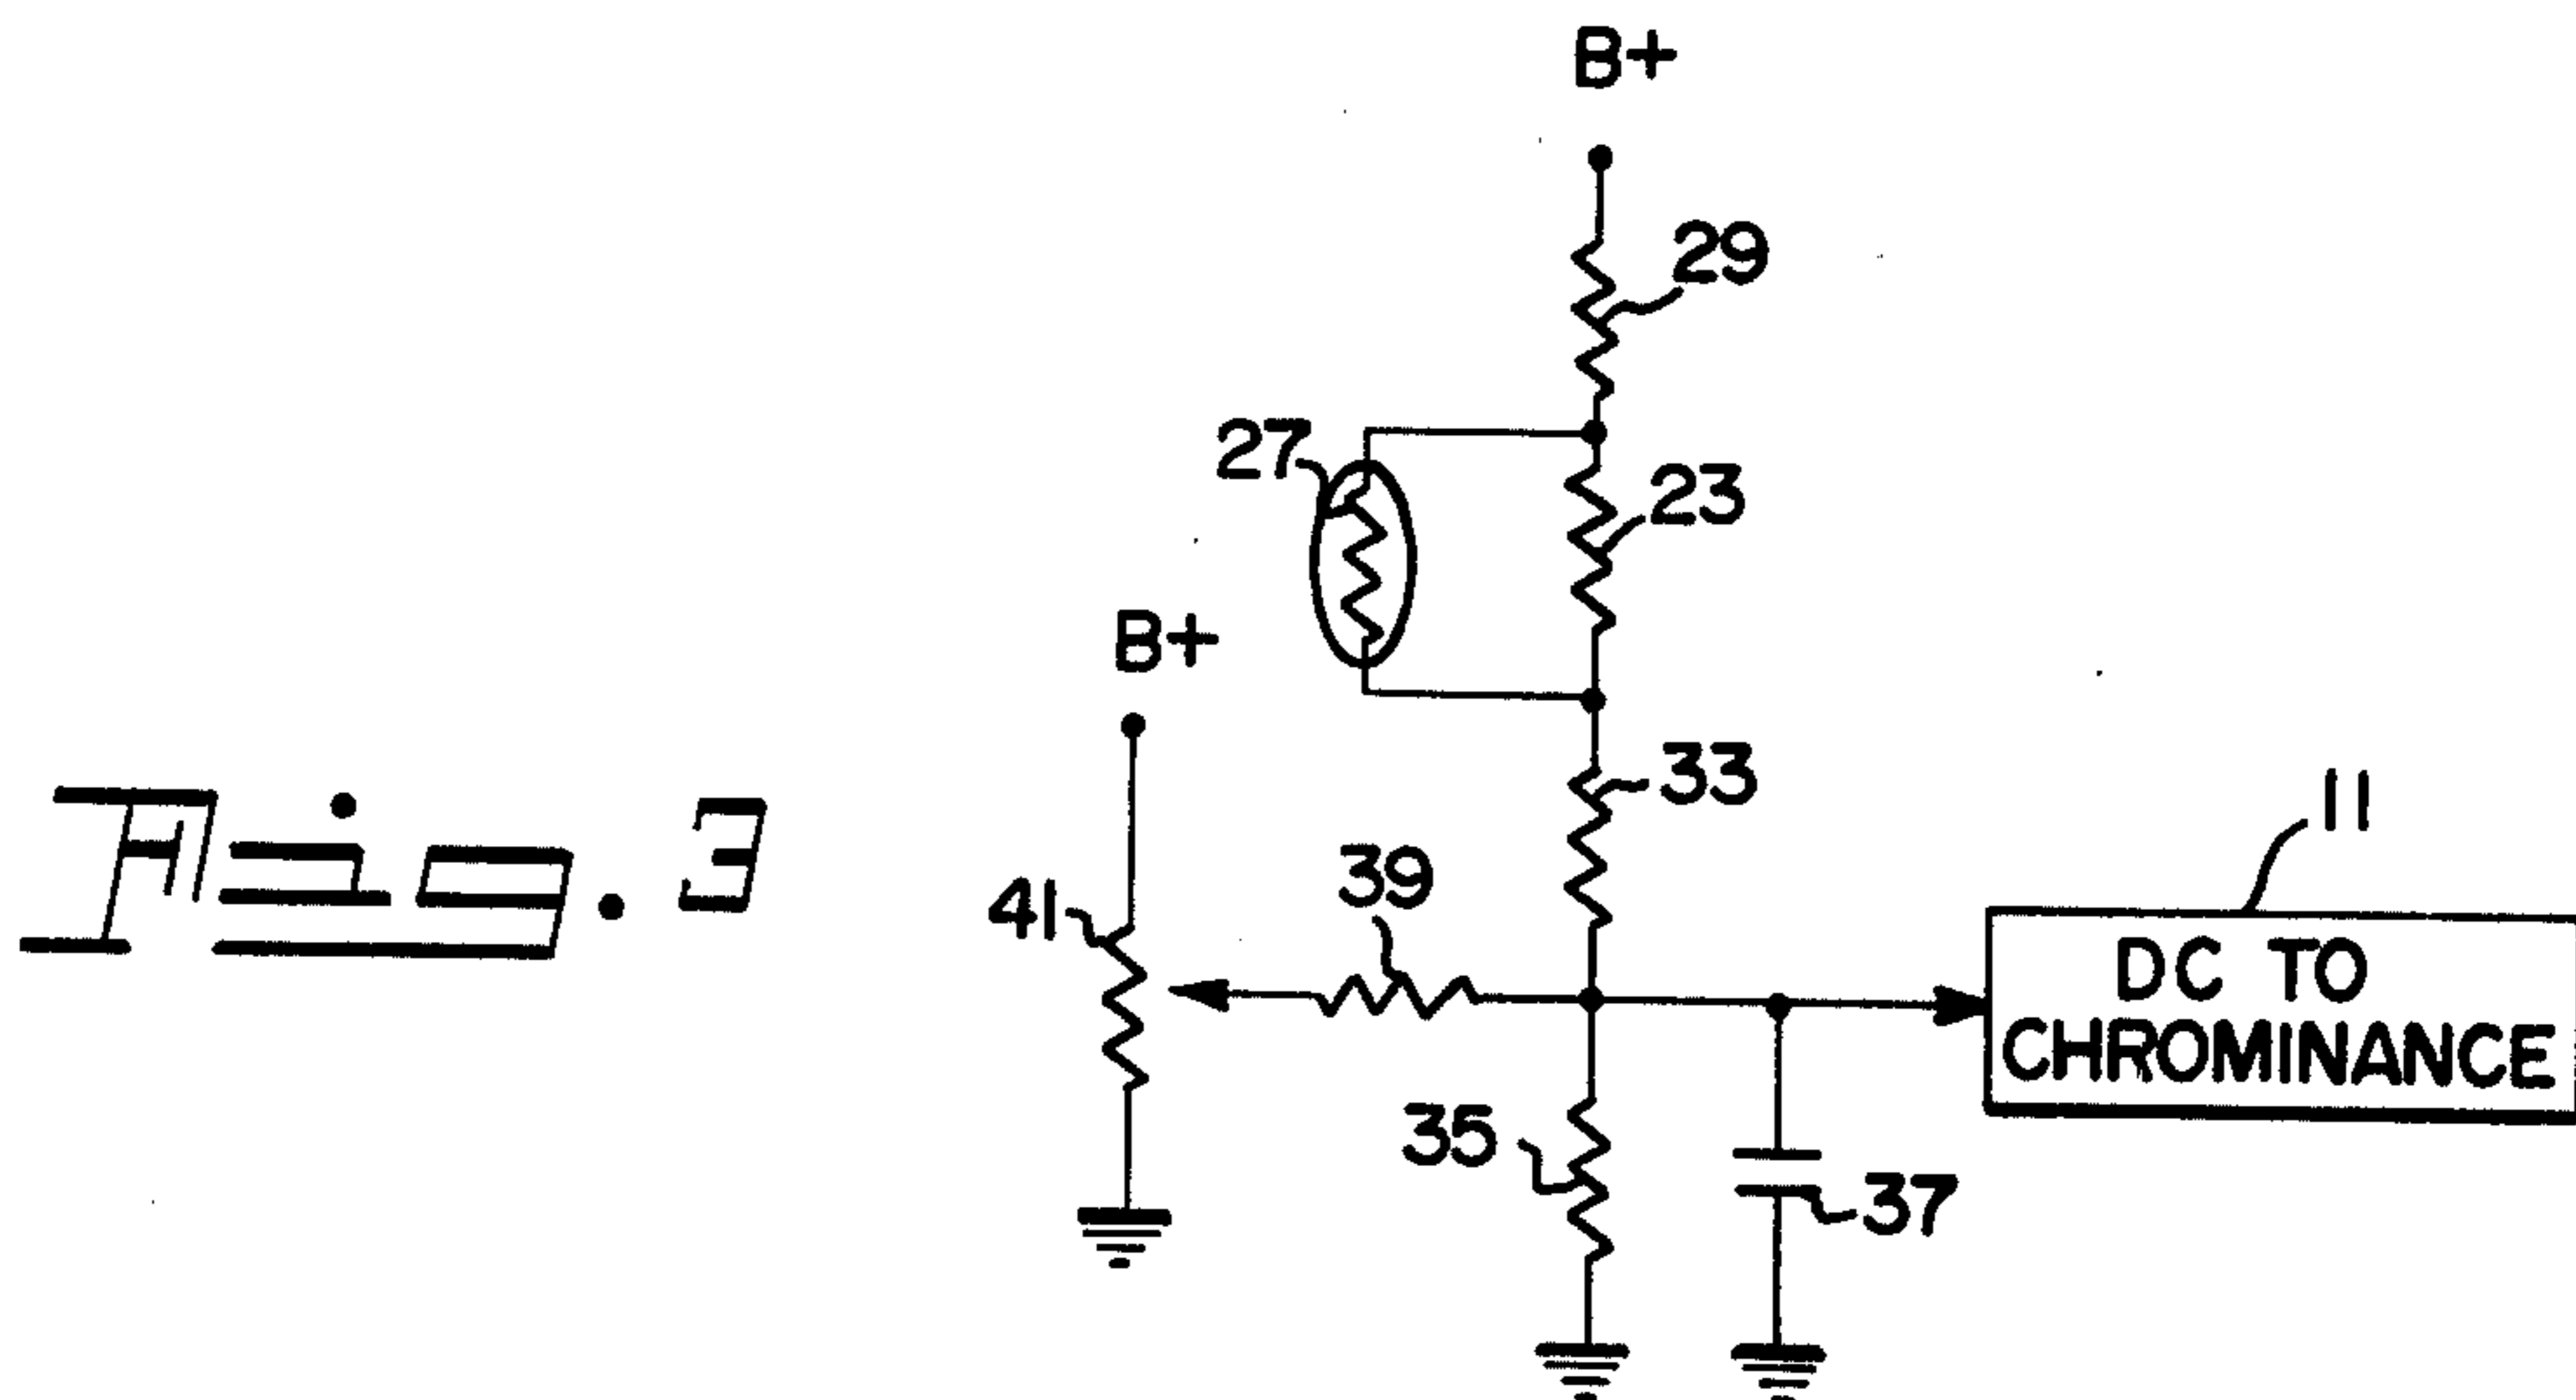 B+
29
27
23
B+
33
Fig. 3
11
39
41
DC TO
CHROMINANCE
35
37